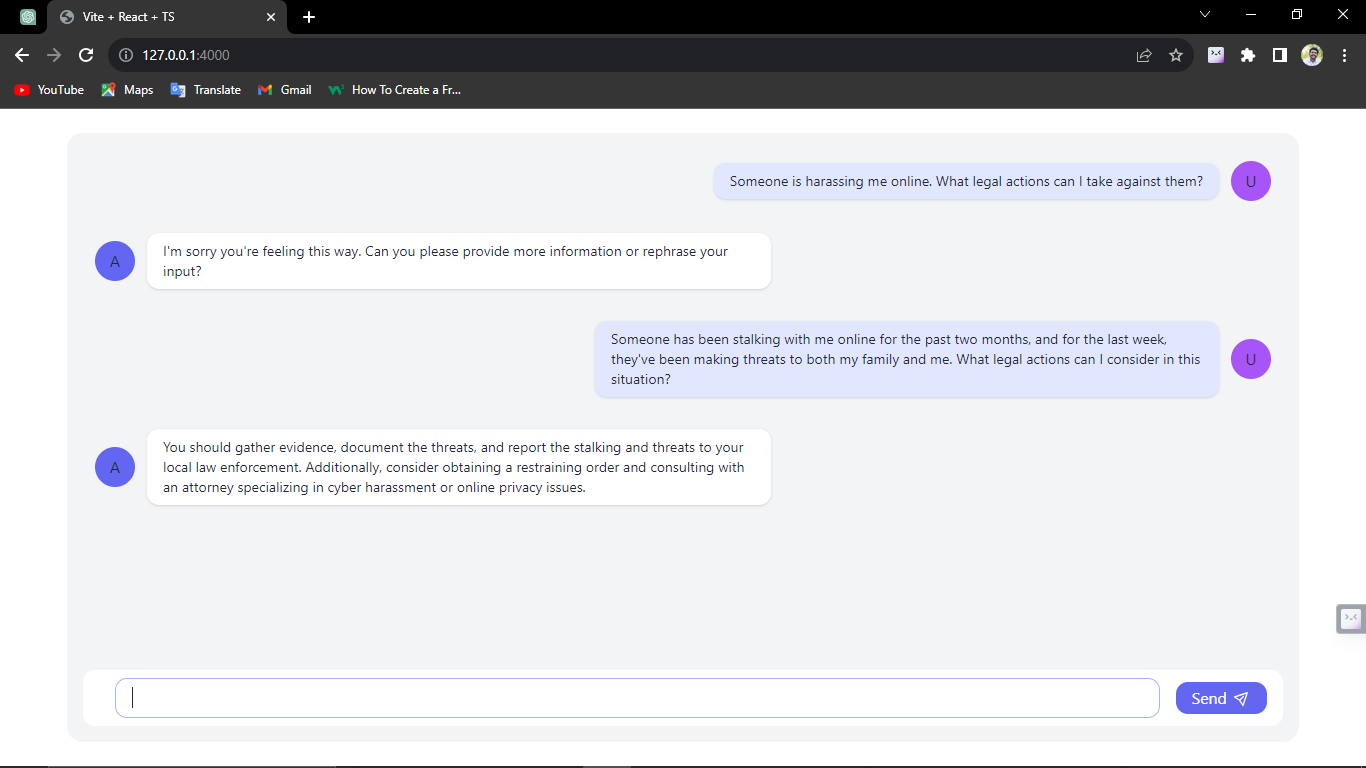 Vite + React + TS
127.0.0.1:4000
YouTube Maps Translate Gmail How To Create a Fr...
Someone is harassing me online. What legal actions can I take against them?
U
A
I'm sorry you're feeling this way. Can you please provide more information or rephrase your
input?
Someone has been stalking with me online for the past two months, and for the last week,
they've been making threats to both my family and me. What legal actions can I consider in this
situation?
U
A
You should gather evidence, document the threats, and report the stalking and threats to your
local law enforcement. Additionally, consider obtaining a restraining order and consulting with
an attorney specializing in cyber harassment or online privacy issues.
Send